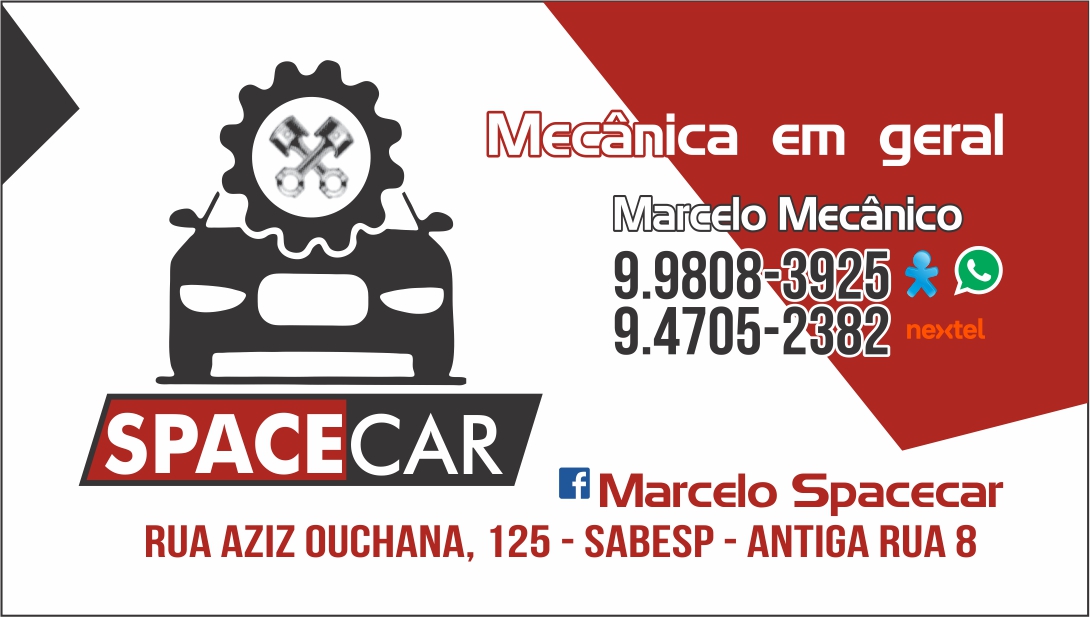 Mecânica em geral
Marcelo Mecânico
9.9808-3925
9.4705-2382 nextel
SPACECAR
f Marcelo Spacecar
RUA AZIZ OUCHANA, 125 - SABESP - ANTIGA RUA 8